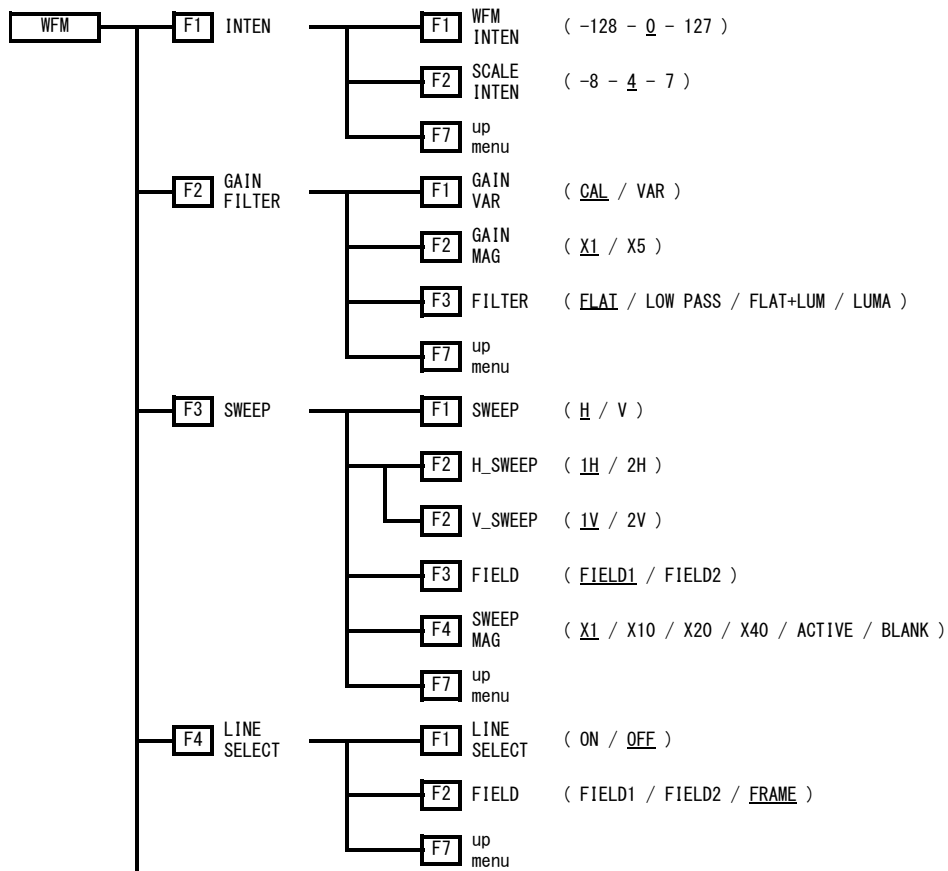 WFM F1 INTEN F1 WFM INTEN ( -128 - 0 - 127 )
F2 SCALE INTEN ( -8 - 4 - 7 )
F7 up menu
F2 GAIN FILTER F1 GAIN VAR ( CAL / VAR )
F2 GAIN MAG ( X1 / X5 )
F3 FILTER ( FLAT / LOW PASS / FLAT+LUM / LUMA )
F7 up menu
F3 SWEEP F1 SWEEP ( H / V )
F2 H_SWEEP ( 1H / 2H )
F2 V_SWEEP ( 1V / 2V )
F3 FIELD ( FIELD1 / FIELD2 )
F4 SWEEP MAG ( X1 / X10 / X20 / X40 / ACTIVE / BLANK )
F7 up menu
F4 LINE SELECT F1 LINE SELECT ( ON / OFF )
F2 FIELD ( FIELD1 / FIELD2 / FRAME )
F7 up menu